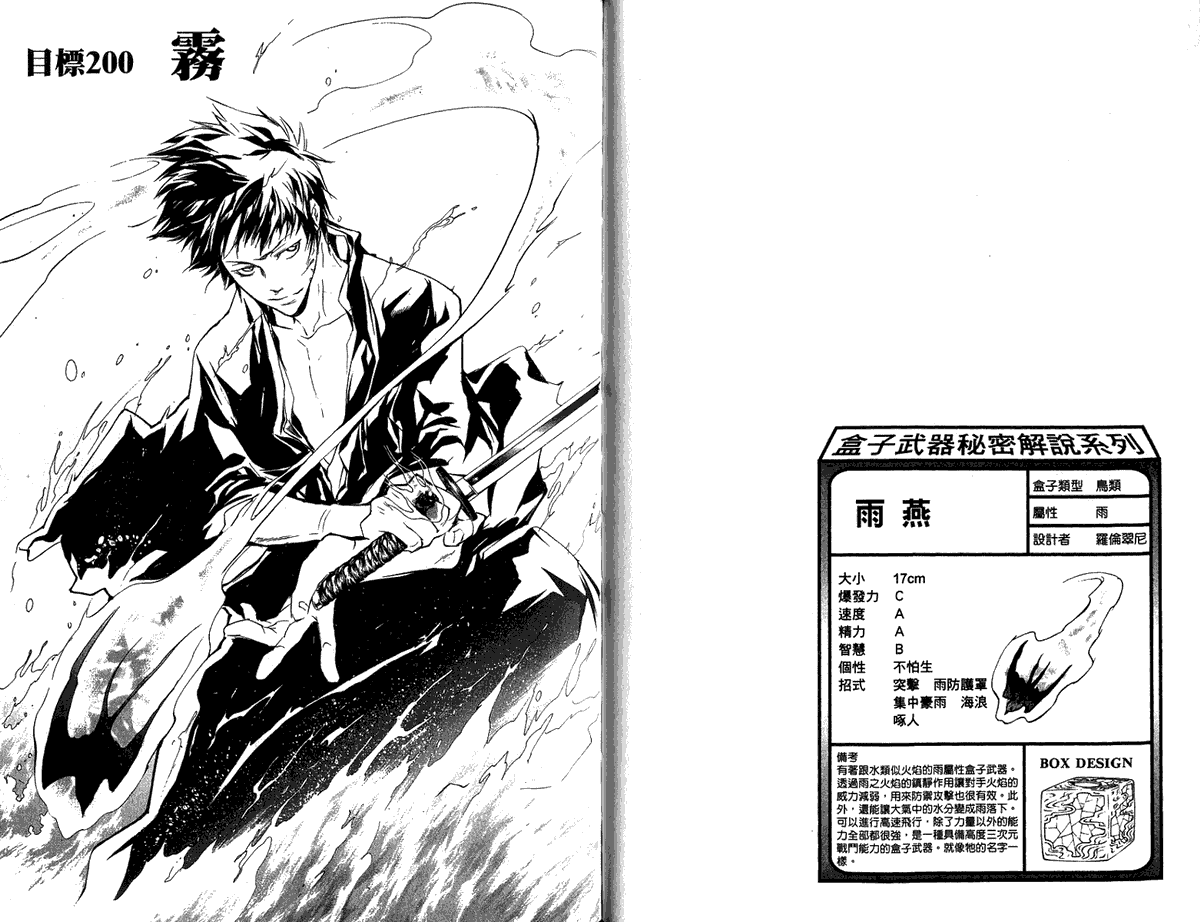 目標200 霧
盒子武器秘密解說系列
雨燕
盒子類型 鳥類
屬性 雨
設計者 羅倫翠尼
大小 17cm
爆發力 C
速度 A
精力 A
智慧 B
個性 不怕生
招式 突擊 雨防護罩
集中豪雨 海浪
啄人
備考
有著跟水類似火焰的雨屬性盒子武器。
透過雨之火焰的鎮靜作用讓對手火焰的
威力減弱，用來防禦攻擊也很有效。此
外，還能讓大氣中的水分變成雨落下。
可以進行高速飛行，除了力量以外的能
力全部都很強，是一種具備高度三次元
戰鬥能力的盒子武器。就像牠的名字一
樣。
BOX DESIGN